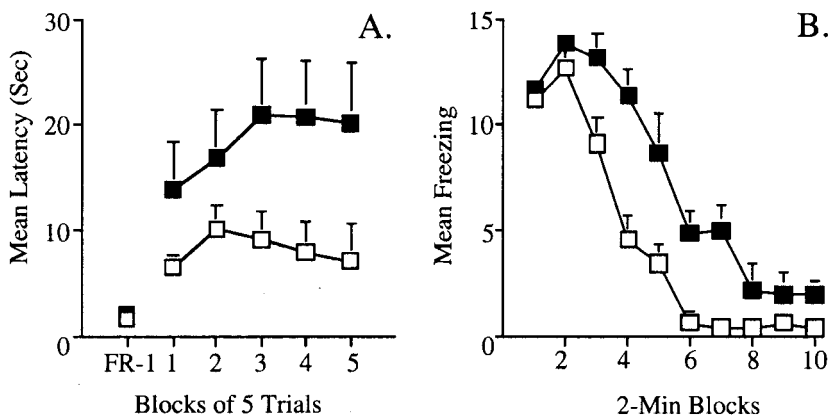 A.
Mean Latency (Sec)
30
20
10
0
FR-1 1 2 3 4 5
Blocks of 5 Trials
B.
Mean Freezing
15
10
5
0
2 4 6 8 10
2-Min Blocks